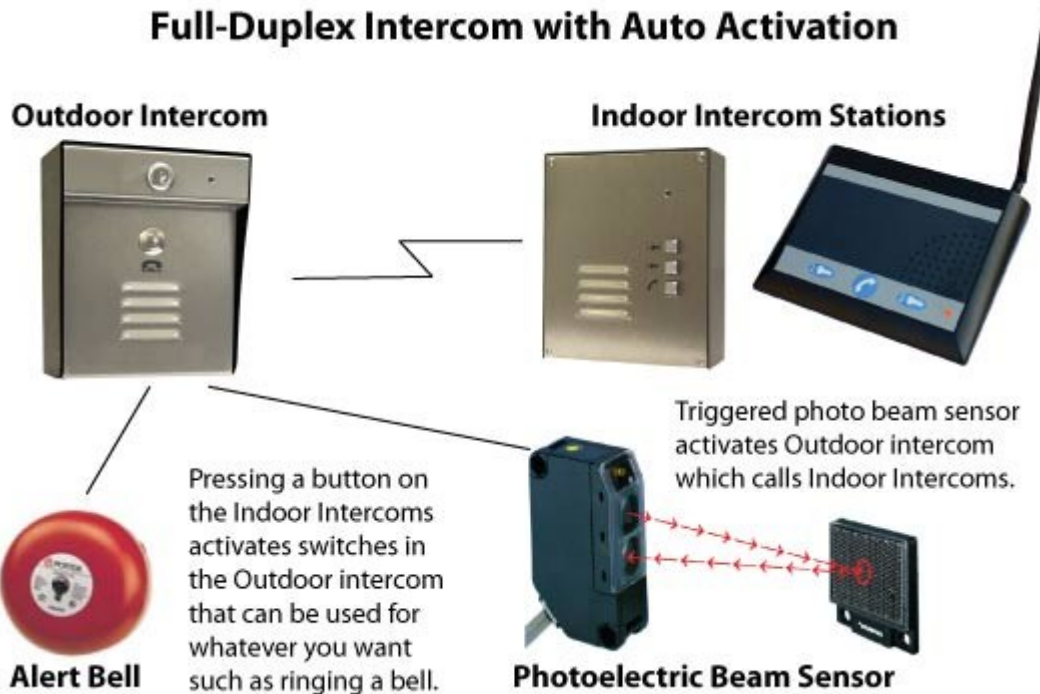 Full-Duplex Intercom with Auto Activation
Outdoor Intercom
Indoor Intercom Stations
Triggered photo beam sensor
activates Outdoor intercom
which calls Indoor Intercoms.
Pressing a button on
the Indoor Intercoms
activates switches in
the Outdoor intercom
that can be used for
whatever you want
such as ringing a bell.
Alert Bell
Photoelectric Beam Sensor